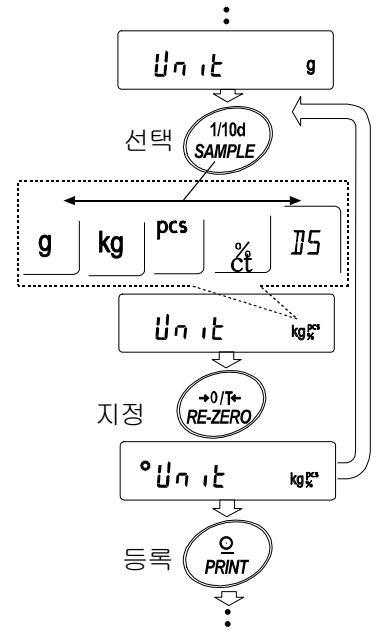 Unit g
선택
1/10d
SAMPLE
g kg pcs % ct DS
Unit kg pcs %
지정
→0/T←
RE-ZERO
Unit kg pcs %
등록
PRINT